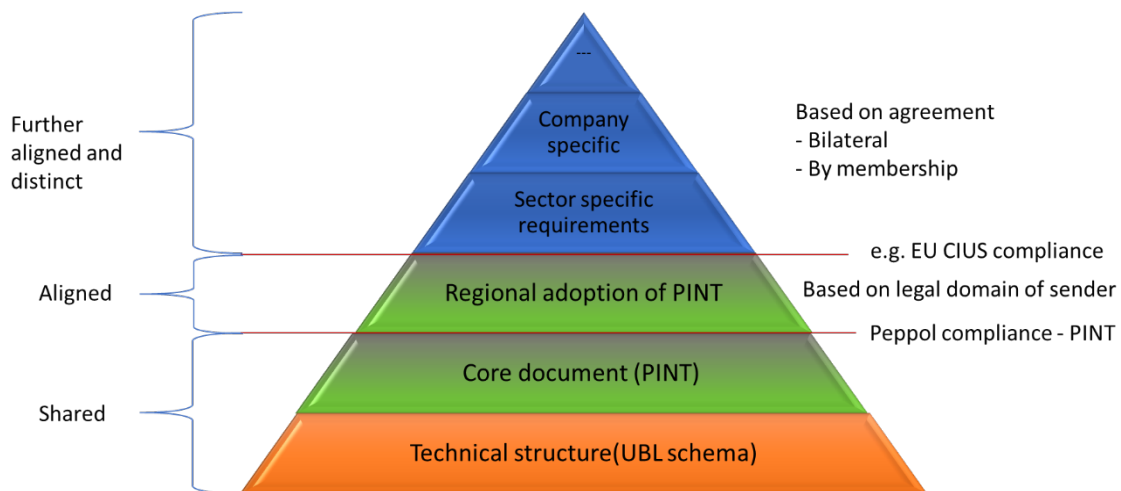 ---
Company
specific
Sector specific
requirements
Regional adoption of PINT
Core document (PINT)
Technical structure(UBL schema)
Further
aligned and
distinct
Aligned
Shared
Based on agreement
- Bilateral
- By membership
e.g. EU CIUS compliance
Based on legal domain of sender
Peppol compliance - PINT